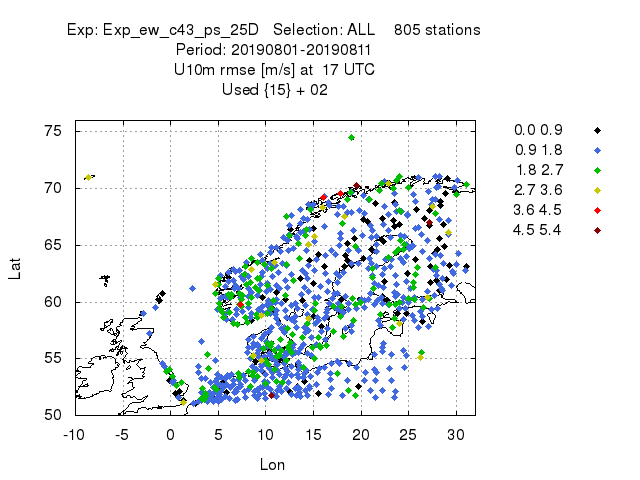 Exp: Exp_ew_c43_ps_25D Selection: ALL 805 stations
Period: 20190801-20190811
U10m rmse [m/s] at 17 UTC
Used {15} + 02
75
70
65
60
55
50
Lat
-10 -5 0 5 10 15 20 25 30
Lon
0.0 0.9
0.9 1.8
1.8 2.7
2.7 3.6
3.6 4.5
4.5 5.4